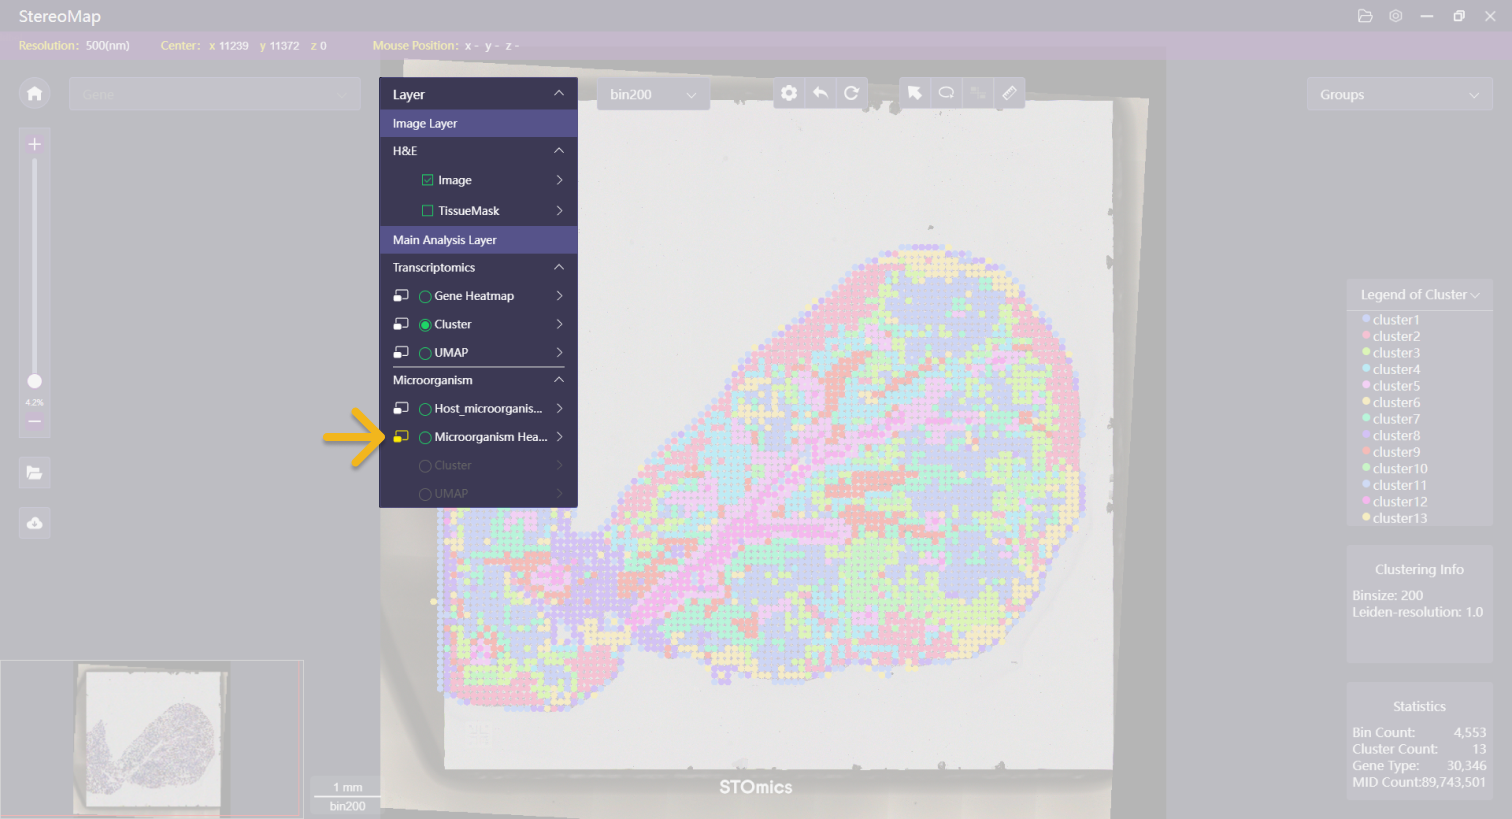 StereoMap
Resolution: 500(nm) Center: x 11239 y 11372 z 0 Mouse Position: x - y - z -
Gene
Layer
bin200
Groups
Image Layer
H&E
Image
TissueMask
Main Analysis Layer
Transcriptomics
Gene Heatmap
Cluster
UMAP
Microorganism
Host_microorganis...
Microorganism Hea...
Cluster
UMAP
4.2%
Legend of Cluster
cluster1
cluster2
cluster3
cluster4
cluster5
cluster6
cluster7
cluster8
cluster9
cluster10
cluster11
cluster12
cluster13
Clustering Info
Binsize: 200
Leiden-resolution: 1.0
Statistics
Bin Count: 4,553
Cluster Count: 13
Gene Type: 30,346
MID Count:89,743,501
1 mm
bin200
STOmics